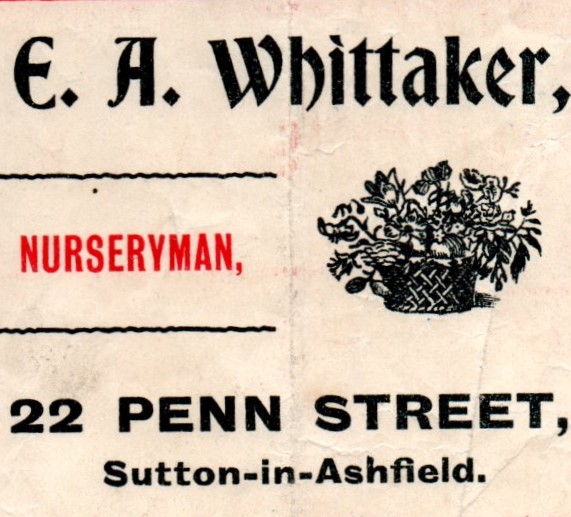 E. A. Whittaker,
NURSERYMAN,
22 PENN STREET,
Sutton-in-Ashfield.